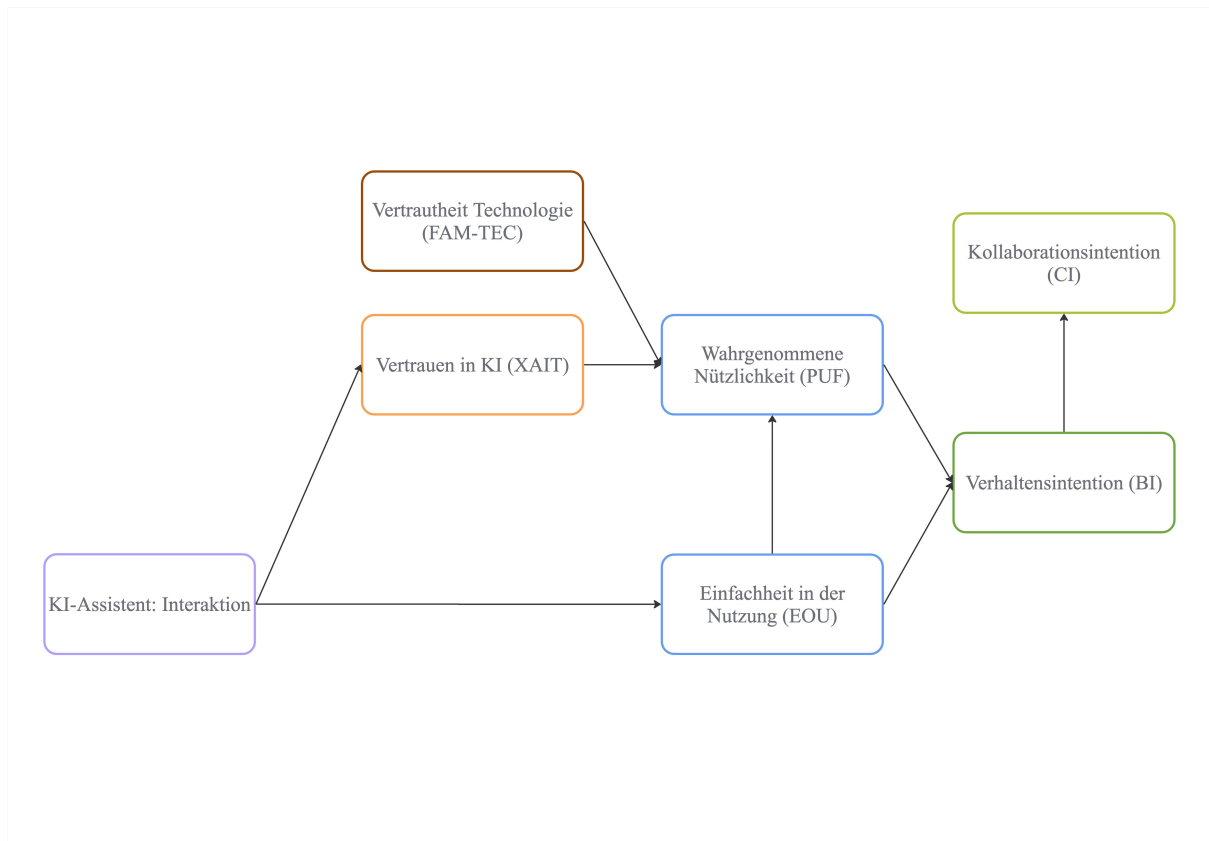 Vertrautheit Technologie
(FAM-TEC)
Kollaborationsintention
(CI)
Vertrauen in KI (XAIT)
Wahrgenommene
Nützlichkeit (PUF)
Verhaltensintention (BI)
KI-Assistent: Interaktion
Einfachheit in der
Nutzung (EOU)